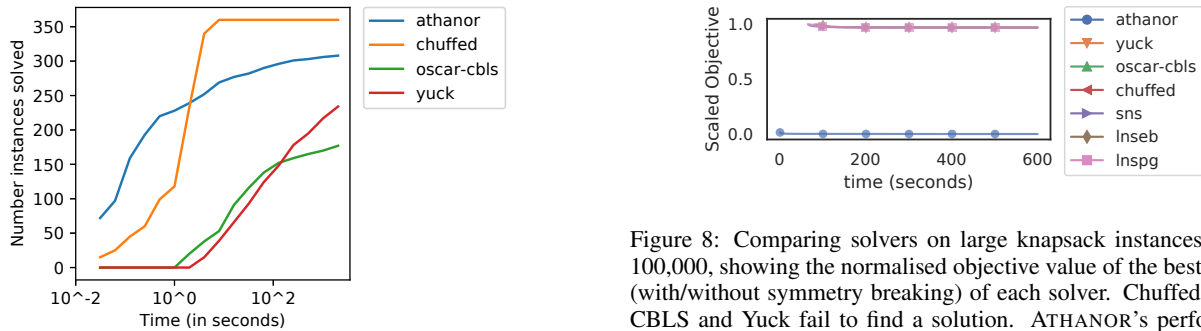 Number instances solved
350
300
250
200
150
100
50
0
10^-2
10^0
10^2
Time (in seconds)
athanor
chuffed
oscar-cbls
yuck
Scaled Objective
1.0
0.5
0.0
0
200
400
600
time (seconds)
athanor
yuck
oscar-cbls
chuffed
sns
lnseb
lnspg
Figure 8: Comparing solvers on large knapsack instances
100,000, showing the normalised objective value of the best
(with/without symmetry breaking) of each solver. Chuffed
CBLS and Yuck fail to find a solution. ATHANOR's perfo